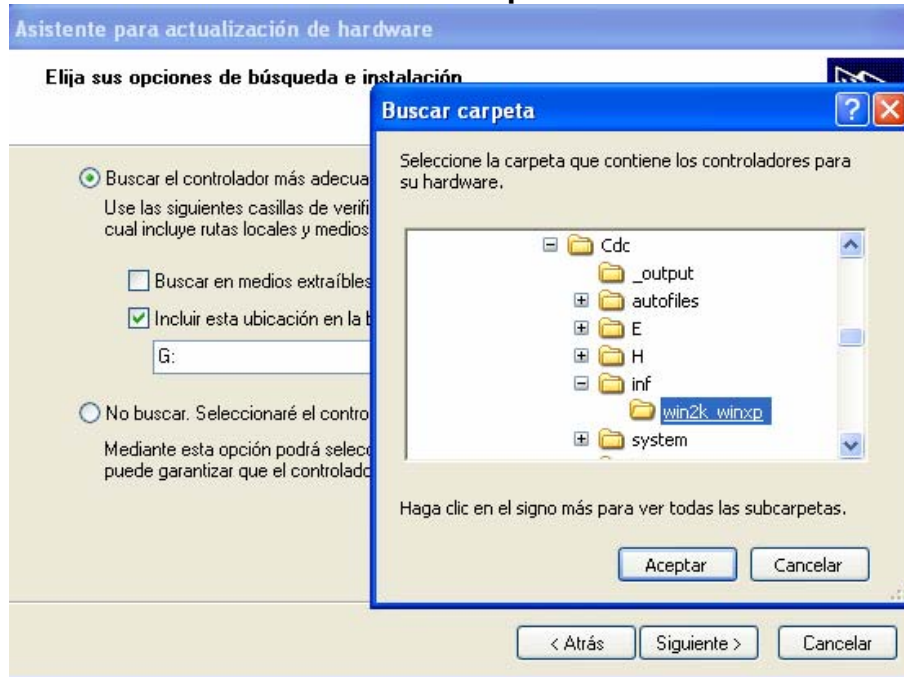 Asistente para actualización de hardware
Elija sus opciones de búsqueda e instalación
Buscar carpeta
Seleccione la carpeta que contiene los controladores para
su hardware.
Cdc
_output
autofiles
E
H
inf
win2k_winxp
system
Haga clic en el signo más para ver todas las subcarpetas.
Aceptar
Cancelar
Buscar el controlador más adecua
Use las siguientes casillas de verifi
cual incluye rutas locales y medios
Buscar en medios extraíbles
Incluir esta ubicación en la b
G:
No buscar. Seleccionaré el contro
Mediante esta opción podrá selecc
puede garantizar que el controlado
< Atrás
Siguiente >
Cancelar